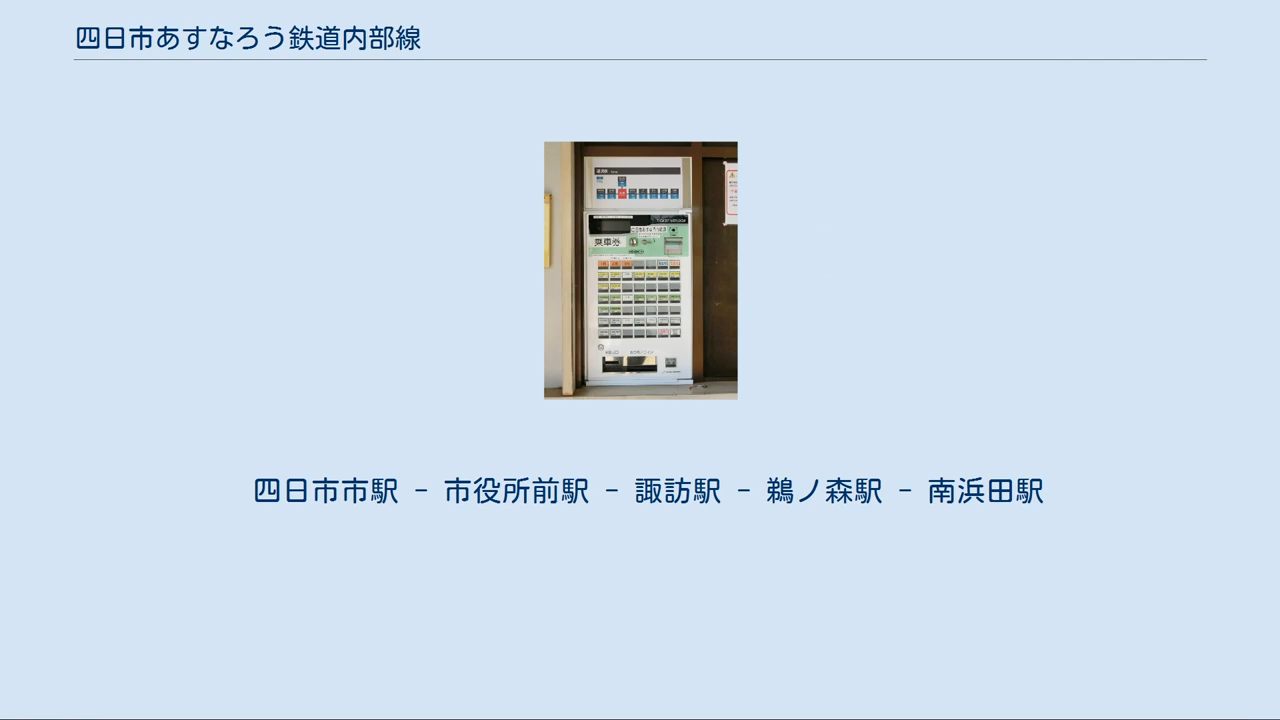 四日市あすなろう鉄道内部線
乗車券
四日市市駅 － 市役所前駅 － 諏訪駅 － 鵜ノ森駅 － 南浜田駅